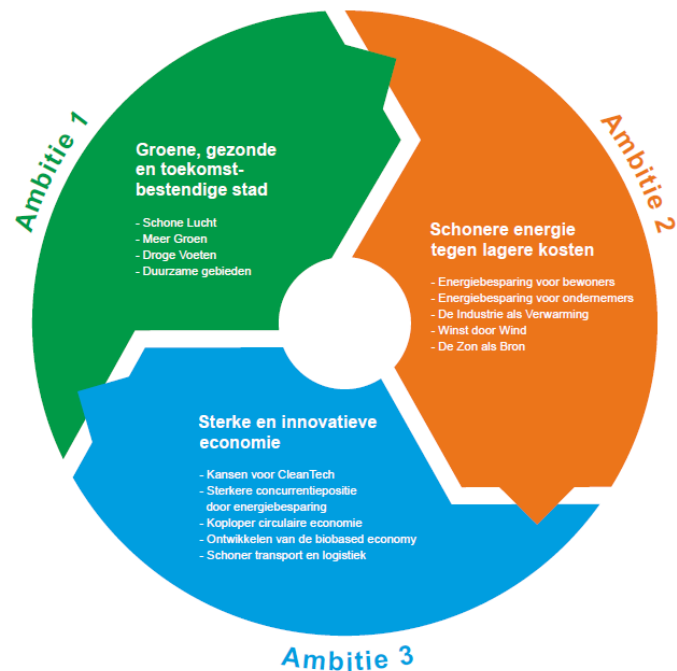 Ambitie 1
Groene, gezonde
en toekomst-
bestendige stad
- Schone Lucht
- Meer Groen
- Droge Voeten
- Duurzame gebieden
Ambitie 2
Schonere energie
tegen lagere kosten
- Energiebesparing voor bewoners
- Energiebesparing voor ondernemers
- De Industrie als Verwarming
- Winst door Wind
- De Zon als Bron
Sterke en innovatieve
economie
- Kansen voor CleanTech
- Sterkere concurrentiepositie
door energiebesparing
- Koploper circulaire economie
- Ontwikkelen van de biobased economy
- Schoner transport en logistiek
Ambitie 3